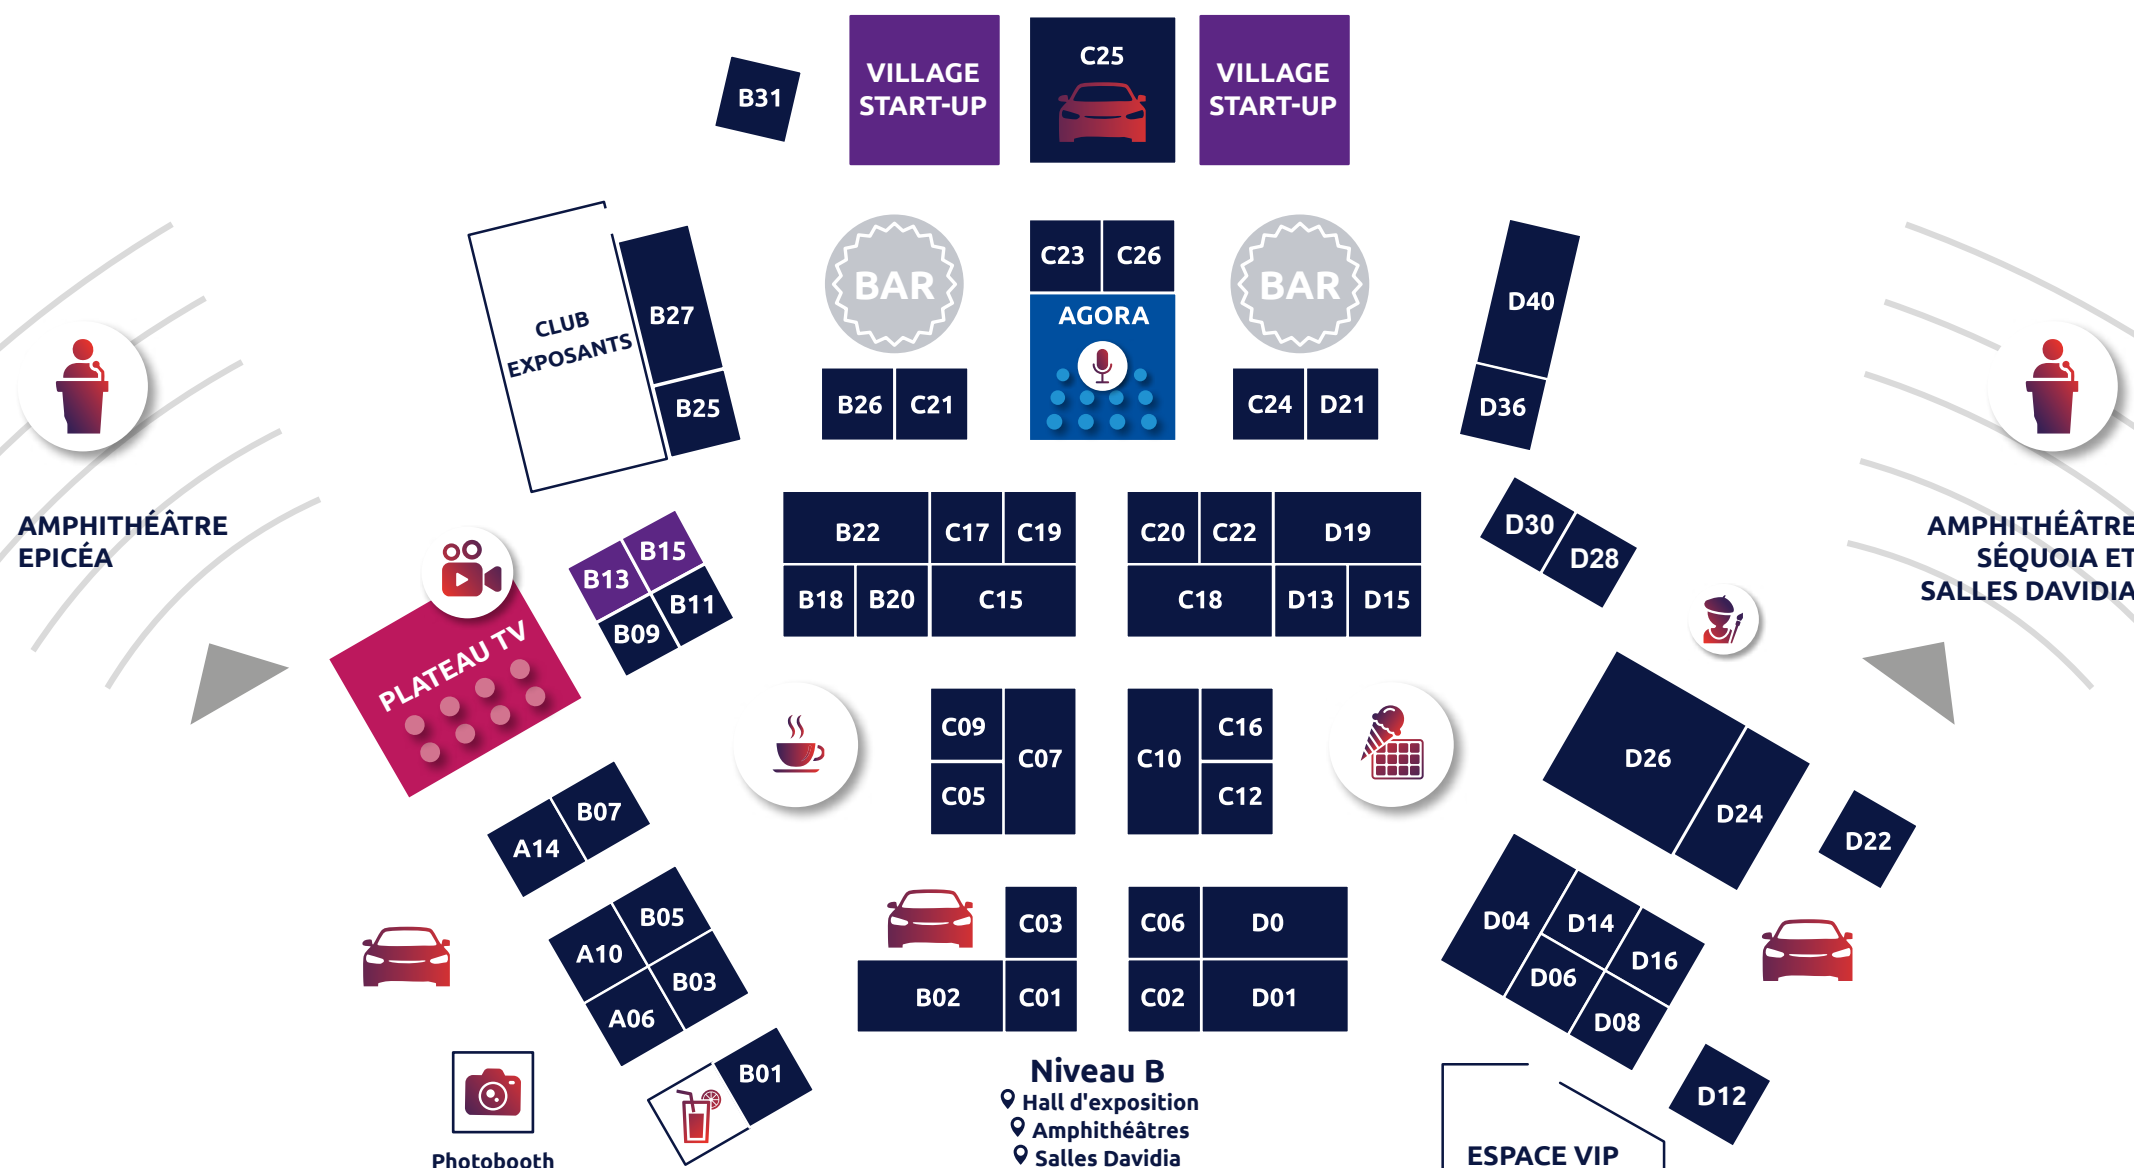 B31
VILLAGE
START-UP
C25
VILLAGE
START-UP
CLUB
EXPOSANTS
B27
B25
BAR
B26
C21
C23
C26
AGORA
BAR
C24
D21
D40
D36
AMPHITHÉÂTRE
EPICÉA
B13
B15
B09
B11
PLATEAU TV
B22
C17
C19
B18
B20
C15
C20
C22
D19
C18
D13
D15
D30
D28
AMPHITHÉÂTRE
SÉQUOIA ET
SALLES DAVIDIA
C09
C07
C05
C10
C16
C12
D26
D24
D22
A14
B07
A10
B05
A06
B03
B01
C03
B02
C01
C06
D0
C02
D01
D04
D14
D16
D06
D08
D12
Photobooth
Niveau B
Hall d'exposition
Amphithéâtres
Salles Davidia
ESPACE VIP